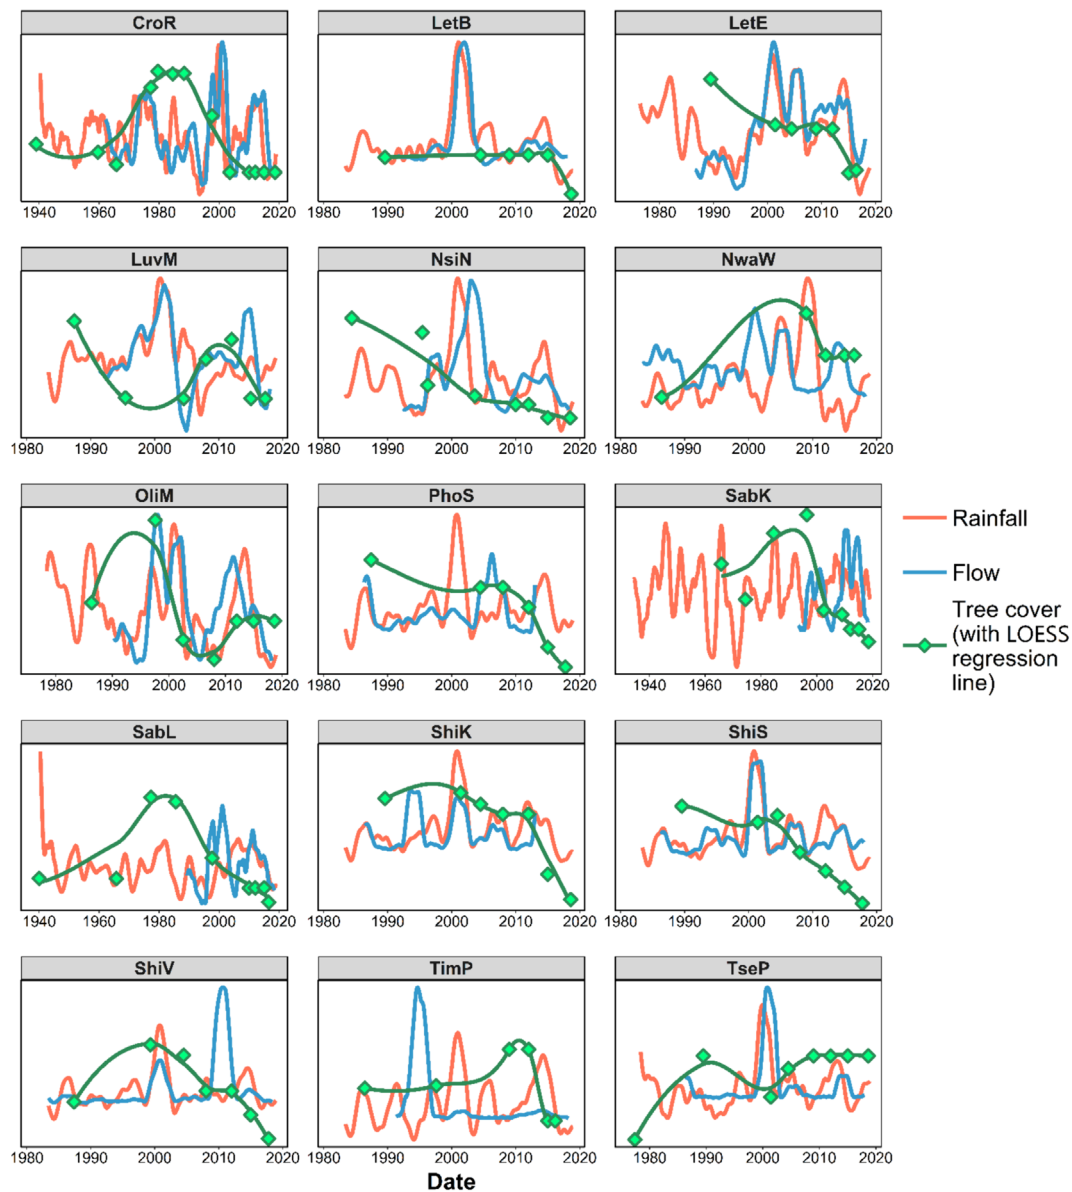 CroR LetB LetE
1940 1960 1980 2000 2020 1980 1990 2000 2010 2020 1980 1990 2000 2010 2020
LuvM NsiN NwaW
1980 1990 2000 2010 2020 1980 1990 2000 2010 2020 1980 1990 2000 2010 2020
OliM PhoS SabK
1980 1990 2000 2010 2020 1980 1990 2000 2010 2020 1940 1960 1980 2000 2020
Rainfall
Flow
Tree cover
(with LOESS
regression
line)
SabL ShiK ShiS
1940 1960 1980 2000 2020 1980 1990 2000 2010 2020 1980 1990 2000 2010 2020
ShiV TimP TseP
1980 1990 2000 2010 2020 1980 1990 2000 2010 2020 1980 1990 2000 2010 2020
Date